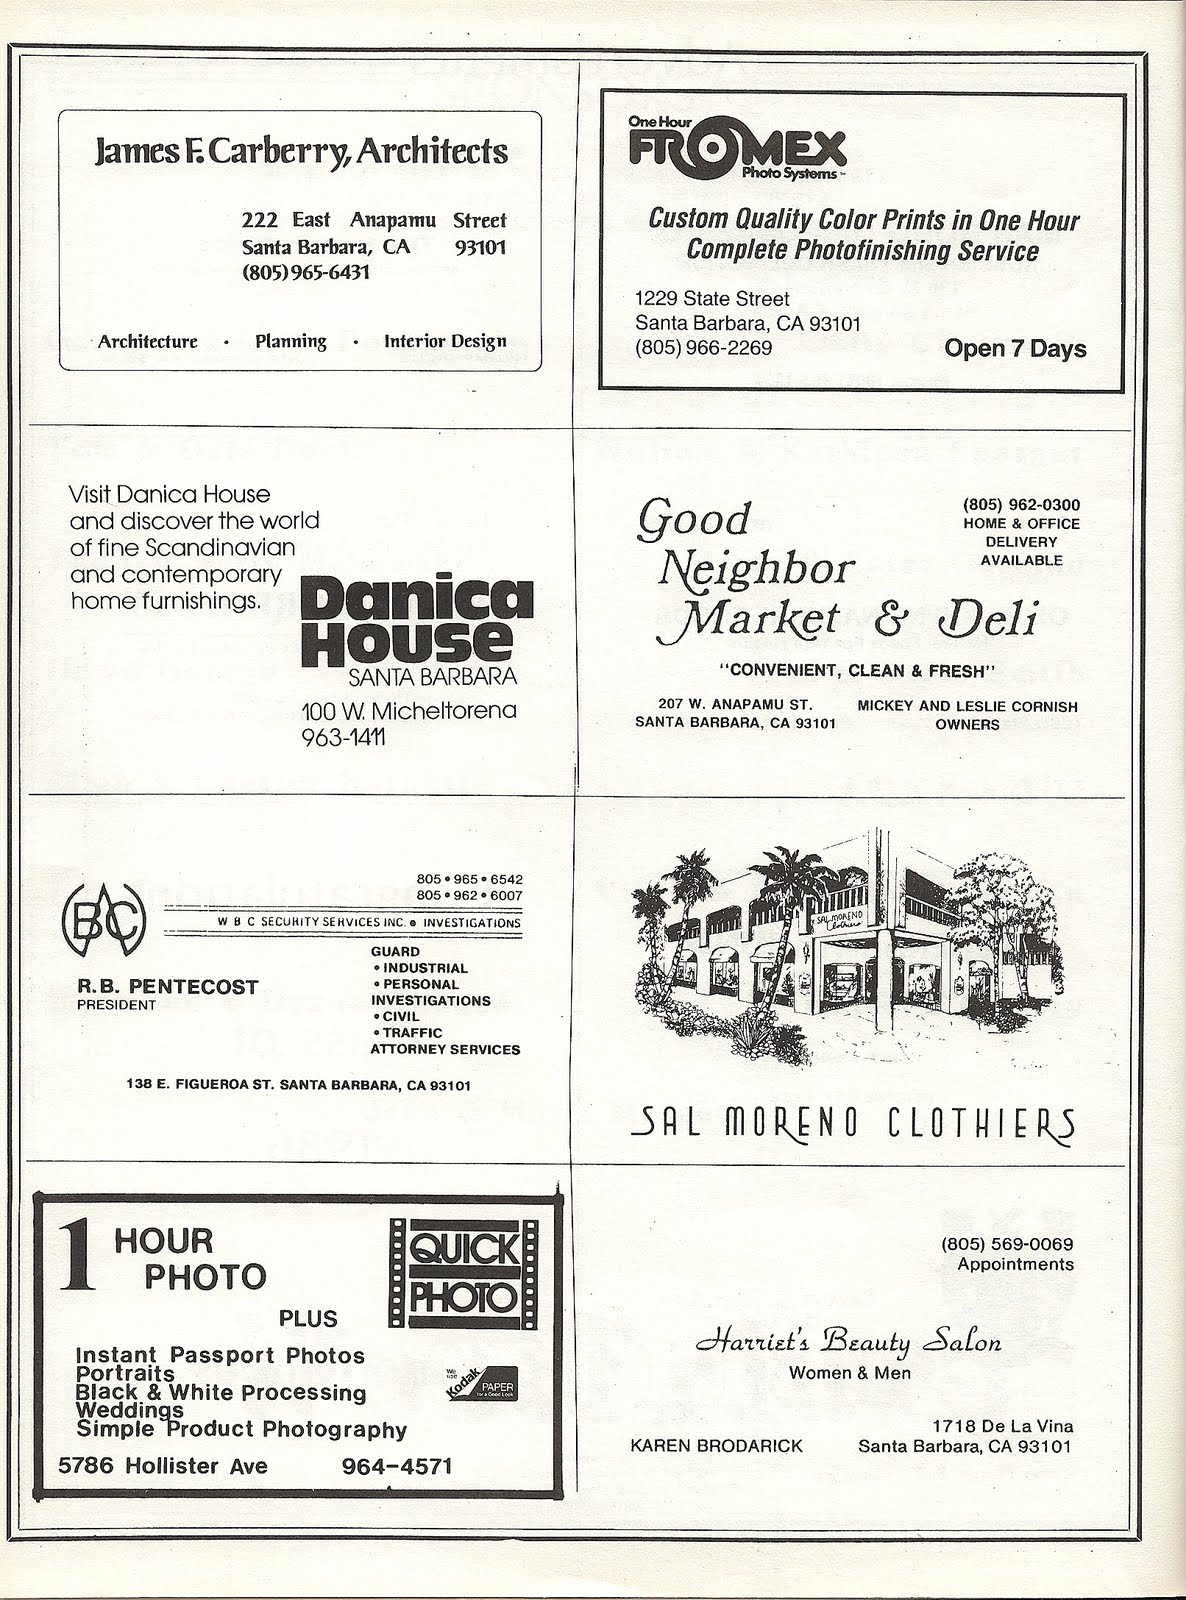 James F. Carberry, Architects
222 East Anapamu Street
Santa Barbara, CA 93101
(805) 965-6431
Architecture · Planning · Interior Design
One Hour
FROMEX
Photo Systems
Custom Quality Color Prints in One Hour
Complete Photofinishing Service
1229 State Street
Santa Barbara, CA 93101
(805) 966-2269
Open 7 Days
Visit Danica House
and discover the world
of fine Scandinavian
and contemporary
home furnishings.
Danica
House
SANTA BARBARA
100 W. Micheltorena
963-1411
Good
Neighbor
Market & Deli
(805) 962-0300
HOME & OFFICE
DELIVERY
AVAILABLE
"CONVENIENT, CLEAN & FRESH"
207 W. ANAPAMU ST.
SANTA BARBARA, CA 93101
MICKEY AND LESLIE CORNISH
OWNERS
805 • 965 • 6542
805 • 962 • 6007
WBC
W B C SECURITY SERVICES INC. • INVESTIGATIONS
R.B. PENTECOST
PRESIDENT
GUARD
• INDUSTRIAL
• PERSONAL
INVESTIGATIONS
• CIVIL
• TRAFFIC
ATTORNEY SERVICES
138 E. FIGUEROA ST. SANTA BARBARA, CA 93101
SAL MORENO
Clothiers
SAL MORENO CLOTHIERS
1 HOUR
PHOTO
PLUS
QUICK
PHOTO
Instant Passport Photos
Portraits
Black & White Processing
Weddings
Simple Product Photography
We
use
Kodak
PAPER
for a Good Look
5786 Hollister Ave 964-4571
(805) 569-0069
Appointments
Harriet's Beauty Salon
Women & Men
KAREN BRODARICK
1718 De La Vina
Santa Barbara, CA 93101